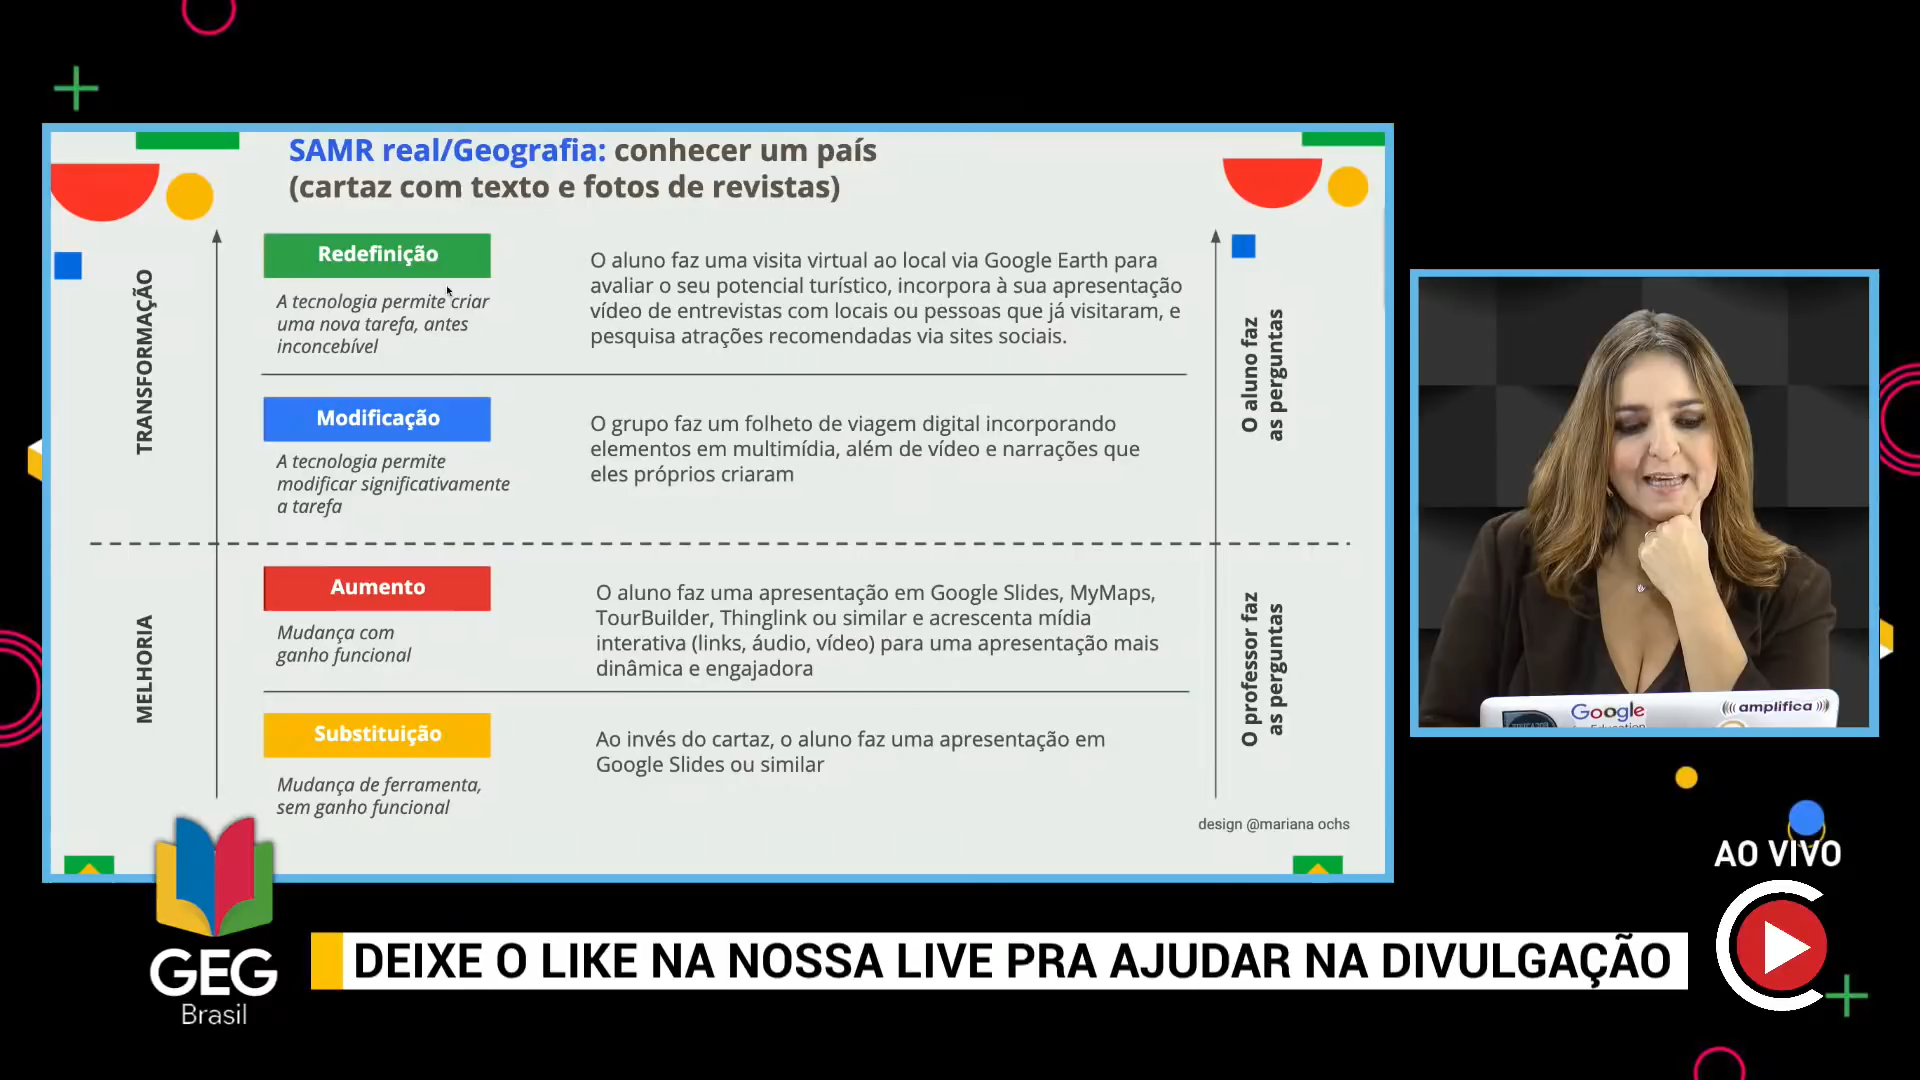 SAMR real/Geografia: conhecer um país
(cartaz com texto e fotos de revistas)
TRANSFORMAÇÃO
Redefinição
A tecnologia permite criar
uma nova tarefa, antes
inconcebível
O aluno faz uma visita virtual ao local via Google Earth para
avaliar o seu potencial turístico, incorpora à sua apresentação
vídeo de entrevistas com locais ou pessoas que já visitaram, e
pesquisa atrações recomendadas via sites sociais.
O aluno faz
as perguntas
Modificação
A tecnologia permite
modificar significativamente
a tarefa
O grupo faz um folheto de viagem digital incorporando
elementos em multimídia, além de vídeo e narrações que
eles próprios criaram
MELHORIA
Aumento
Mudança com
ganho funcional
O aluno faz uma apresentação em Google Slides, MyMaps,
TourBuilder, Thinglink ou similar e acrescenta mídia
interativa (links, áudio, vídeo) para uma apresentação mais
dinâmica e engajadora
O professor faz
as perguntas
Substituição
Mudança de ferramenta,
sem ganho funcional
Ao invés do cartaz, o aluno faz uma apresentação em
Google Slides ou similar
design @mariana ochs
Google
amplifica
AO VIVO
GEG
Brasil
DEIXE O LIKE NA NOSSA LIVE PRA AJUDAR NA DIVULGAÇÃO